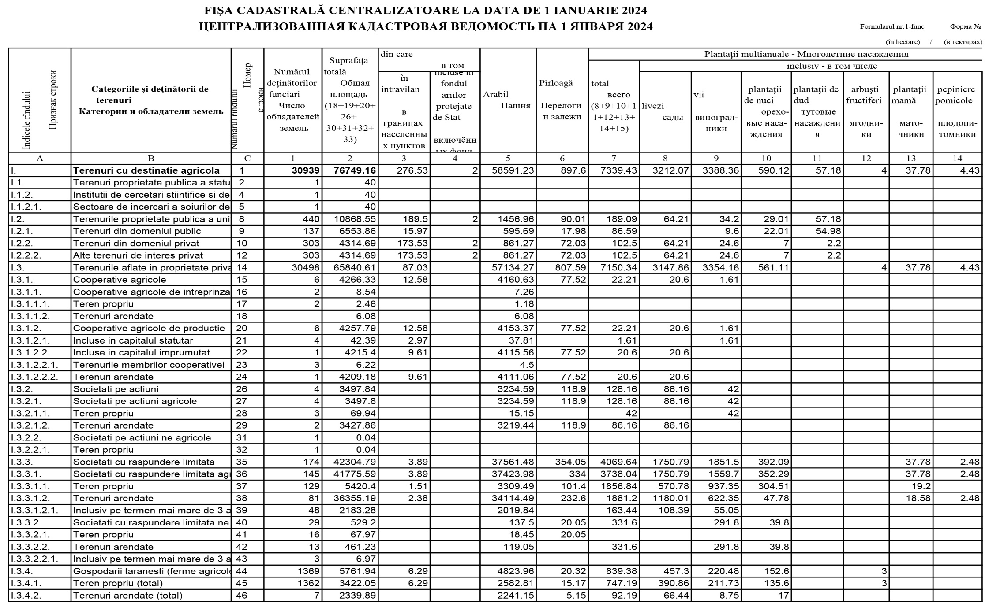 FIȘA CADASTRALĂ CENTRALIZATOARE LA DATA DE 1 IANUARIE 2024
ЦЕНТРАЛИЗОВАННАЯ КАДАСТРОВАЯ ВЕДОМОСТЬ НА 1 ЯНВАРЯ 2024
Formularul nr.1-func Форма №
(în hectare) / (в гектарах)
Indicele rîndului
Признак строки
Categoriile şi deţinătorii de
terenuri
Категории и обладатели земель
Numărul rîndului
Номер
строки
Numărul
deţinătorilor
funciari
Число
обладателей
земель
Suprafaţa
totală
Общая
площадь
(18+19+20+
26+
30+31+32+
33)
din care
в том
în
intravilan
в
границах
населенны
х пунктов
incluse în
fondul
ariilor
protejate
de Stat
включённ
ых фонд
Arabil
Пашня
Pîrloagă
Перелоги
и залежи
Plantaţii multianuale - Многолетние насаждения
total
всего
(8+9+10+1
1+12+13+
14+15)
inclusiv - в том числе
livezi
сады
vii
виноград-
ники
plantaţii
de nuci
орехо-
вые наса-
ждения
plantaţii de
dud
тутовые
насаждени
я
arbuşti
fructiferi
ягодни-
ки
plantaţii
mamă
мато-
чники
pepiniere
pomicole
плодопи-
томники
A B C 1 2 3 4 5 6 7 8 9 10 11 12 13 14
I. Terenuri cu destinatie agricola 1 30939 76749.16 276.53 2 58591.23 897.6 7339.43 3212.07 3388.36 590.12 57.18 4 37.78 4.43
I.1. Terenuri proprietate publica a statu 2 1 40
I.1.2. Institutii de cercetari stiintifice si de 4 1 40
I.1.2.1. Sectoare de incercari a soiurilor de 5 1 40
I.2. Terenurile proprietate publica a uni 8 440 10868.55 189.5 2 1456.96 90.01 189.09 64.21 34.2 29.01 57.18
I.2.1. Terenuri din domeniul public 9 137 6553.86 15.97 595.69 17.98 86.59 9.6 22.01 54.98
I.2.2. Terenuri din domeniul privat 10 303 4314.69 173.53 2 861.27 72.03 102.5 64.21 24.6 7 2.2
I.2.2.2. Alte terenuri de interes privat 12 303 4314.69 173.53 2 861.27 72.03 102.5 64.21 24.6 7 2.2
I.3. Terenurile aflate in proprietate priva 14 30498 65840.61 87.03 57134.27 807.59 7150.34 3147.86 3354.16 561.11 4 37.78 4.43
I.3.1. Cooperative agricole 15 6 4266.33 12.58 4160.63 77.52 22.21 20.6 1.61
I.3.1.1. Cooperative agricole de intreprinza 16 2 8.54 7.26
I.3.1.1.1. Teren propriu 17 2 2.46 1.18
I.3.1.1.2. Terenuri arendate 18 6.08 6.08
I.3.1.2. Cooperative agricole de productie 20 6 4257.79 12.58 4153.37 77.52 22.21 20.6 1.61
I.3.1.2.1. Incluse in capitalul statutar 21 4 42.39 2.97 37.81 1.61 1.61
I.3.1.2.2. Incluse in capitalul imprumutat 22 1 4215.4 9.61 4115.56 77.52 20.6 20.6
I.3.1.2.2.1. Terenurile membrilor cooperativei 23 3 6.22 4.5
I.3.1.2.2.2. Terenuri arendate 24 1 4209.18 9.61 4111.06 77.52 20.6 20.6
I.3.2. Societati pe actiuni 26 4 3497.84 3234.59 118.9 128.16 86.16 42
I.3.2.1. Societati pe actiuni agricole 27 4 3497.8 3234.59 118.9 128.16 86.16 42
I.3.2.1.1. Teren propriu 28 3 69.94 15.15 42 42
I.3.2.1.2. Terenuri arendate 29 2 3427.86 3219.44 118.9 86.16 86.16
I.3.2.2. Societati pe actiuni ne agricole 31 1 0.04
I.3.2.2.1. Teren propriu 32 1 0.04
I.3.3. Societati cu raspundere limitata 35 174 42304.79 3.89 37561.48 354.05 4069.64 1750.79 1851.5 392.09 37.78 2.48
I.3.3.1. Societati cu raspundere limitata agr 36 145 41775.59 3.89 37423.98 334 3738.04 1750.79 1559.7 352.29 37.78 2.48
I.3.3.1.1. Teren propriu 37 129 5420.4 1.51 3309.49 101.4 1856.84 570.78 937.35 304.51 19.2
I.3.3.1.2. Terenuri arendate 38 81 36355.19 2.38 34114.49 232.6 1881.2 1180.01 622.35 47.78 18.58 2.48
I.3.3.1.2.1. Inclusiv pe termen mai mare de 3 a 39 48 2183.28 2019.84 163.44 108.39 55.05
I.3.3.2. Societati cu raspundere limitata ne 40 29 529.2 137.5 20.05 331.6 291.8 39.8
I.3.3.2.1. Teren propriu 41 16 67.97 18.45 20.05
I.3.3.2.2. Terenuri arendate 42 13 461.23 119.05 331.6 291.8 39.8
I.3.3.2.2.1. Inclusiv pe termen mai mare de 3 a 43 3 6.97
I.3.4. Gospodarii taranesti (ferme agricole 44 1369 5761.94 6.29 4823.96 20.32 839.38 457.3 220.48 152.6 3
I.3.4.1. Teren propriu (total) 45 1362 3422.05 6.29 2582.81 15.17 747.19 390.86 211.73 135.6 3
I.3.4.2. Terenuri arendate (total) 46 7 2339.89 2241.15 5.15 92.19 66.44 8.75 17